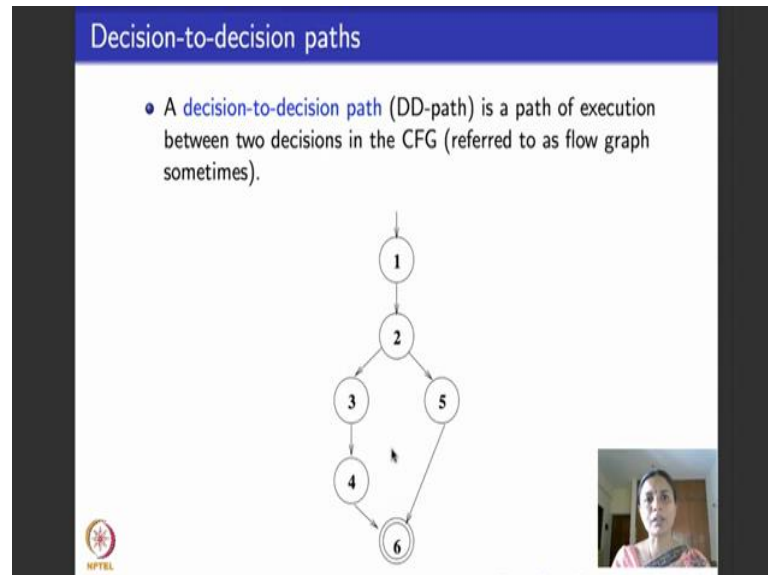 Decision-to-decision paths
A decision-to-decision path (DD-path) is a path of execution
between two decisions in the CFG (referred to as flow graph
sometimes).
1
2
3 5
4
6
NPTEL